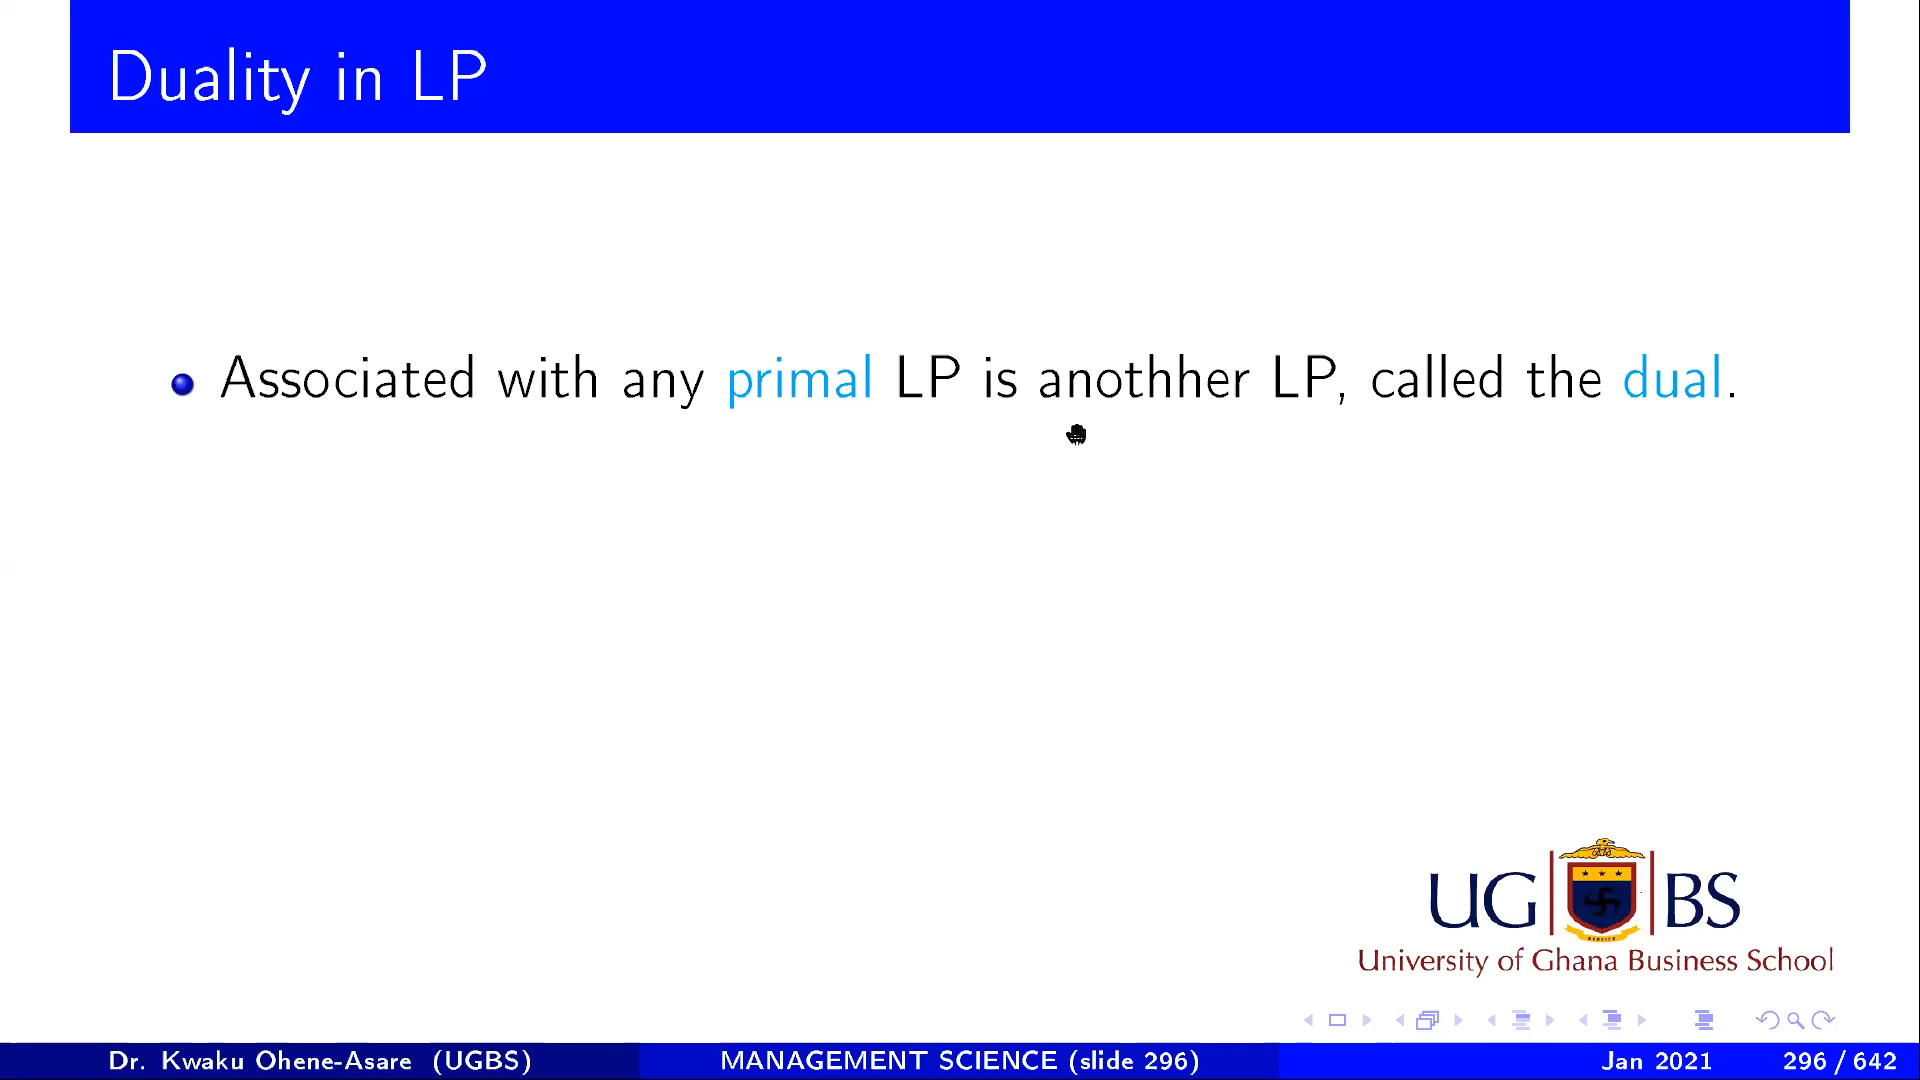 Duality in LP
Associated with any primal LP is anothher LP, called the dual.
UG BS
SERVICE
University of Ghana Business School
Dr. Kwaku Ohene-Asare (UGBS) MANAGEMENT SCIENCE (slide 296) Jan 2021 296 / 642